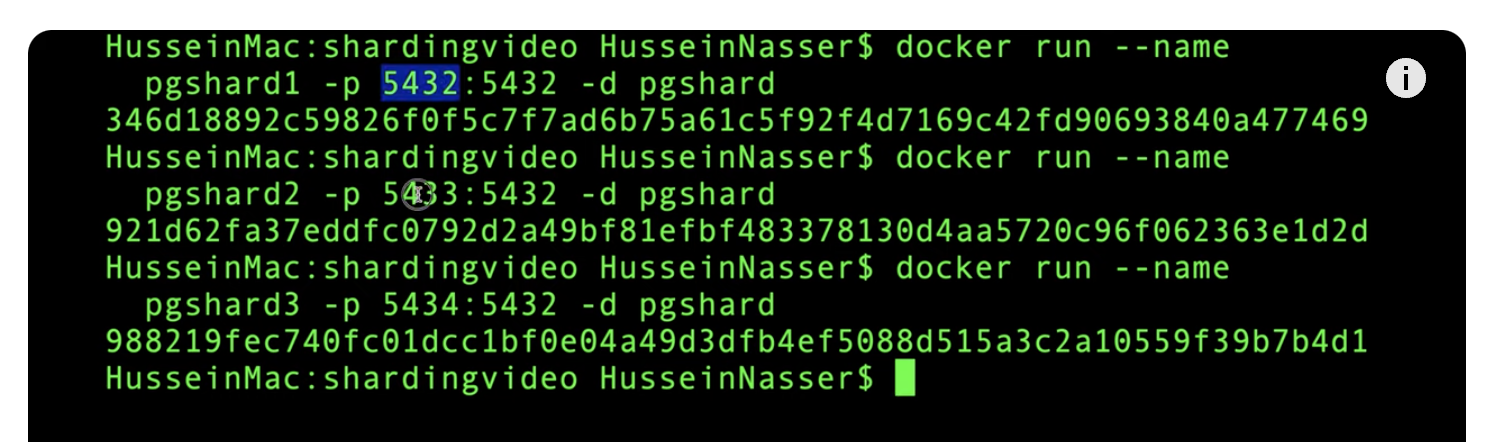 HusseinMac:shardingvideo HusseinNasser$ docker run --name
pgshard1 -p 5432:5432 -d pgshard
346d18892c59826f0f5c7f7ad6b75a61c5f92f4d7169c42fd90693840a477469
HusseinMac:shardingvideo HusseinNasser$ docker run --name
pgshard2 -p 5433:5432 -d pgshard
921d62fa37eddfc0792d2a49bf81efbf483378130d4aa5720c96f062363e1d2d
HusseinMac:shardingvideo HusseinNasser$ docker run --name
pgshard3 -p 5434:5432 -d pgshard
988219fec740fc01dcc1bf0e04a49d3dfb4ef5088d515a3c2a10559f39b7b4d1
HusseinMac:shardingvideo HusseinNasser$